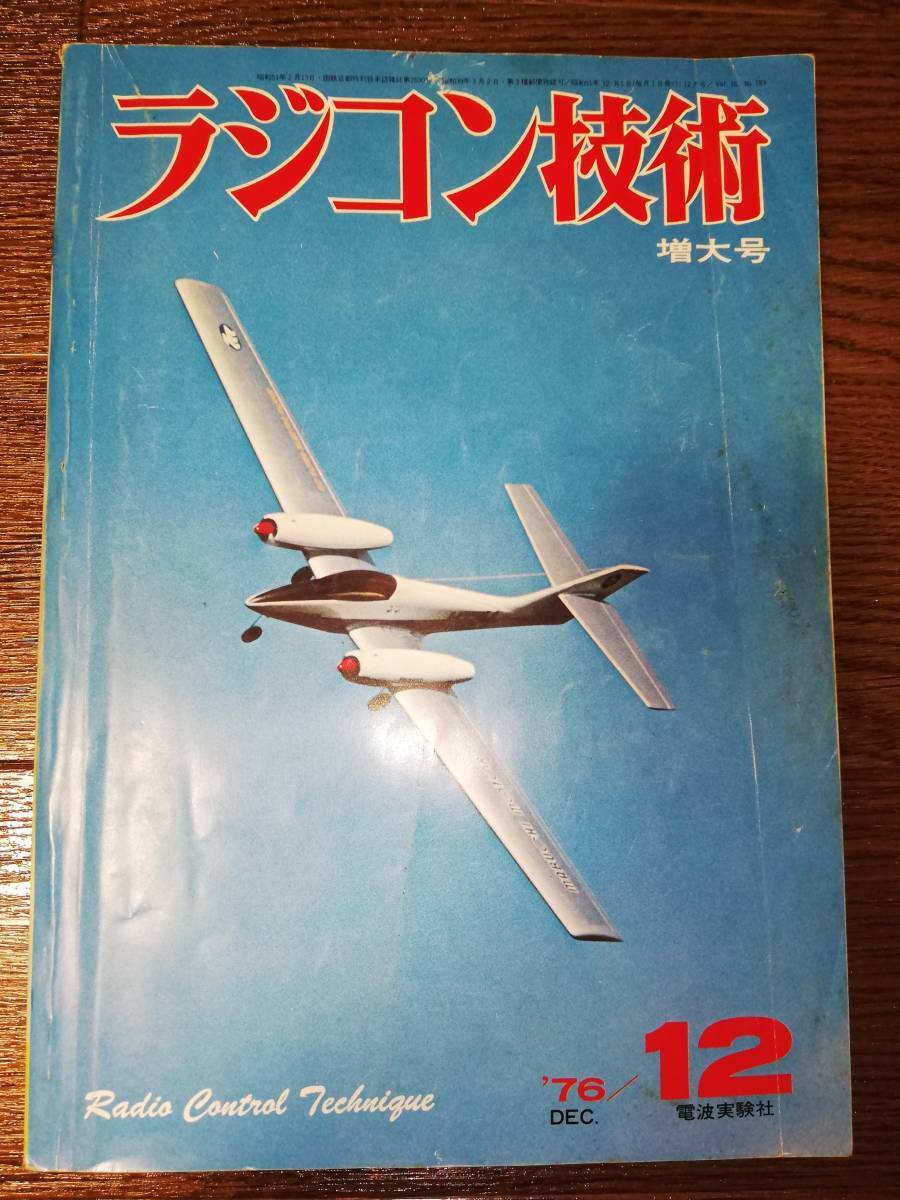 ラジコン技術
増大号
Radio Control Technique
'76/12
DEC.
電波実験社